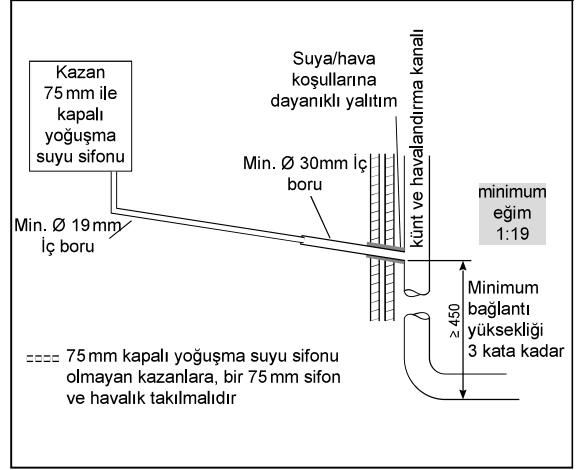 Kazan
75 mm ile
kapalı
yoğuşma
suyu sifonu
Suya/hava
koşullarına
dayanıklı yalıtım
künt ve havalandırma kanalı
Min. Ø 30mm İç
boru
Min. Ø 19 mm
İç boru
minimum
eğim
1:19
≥ 450
Minimum
bağlantı
yüksekliği
3 kata kadar
75 mm kapalı yoğuşma suyu sifonu
olmayan kazanlara, bir 75 mm sifon
ve havalık takılmalıdır